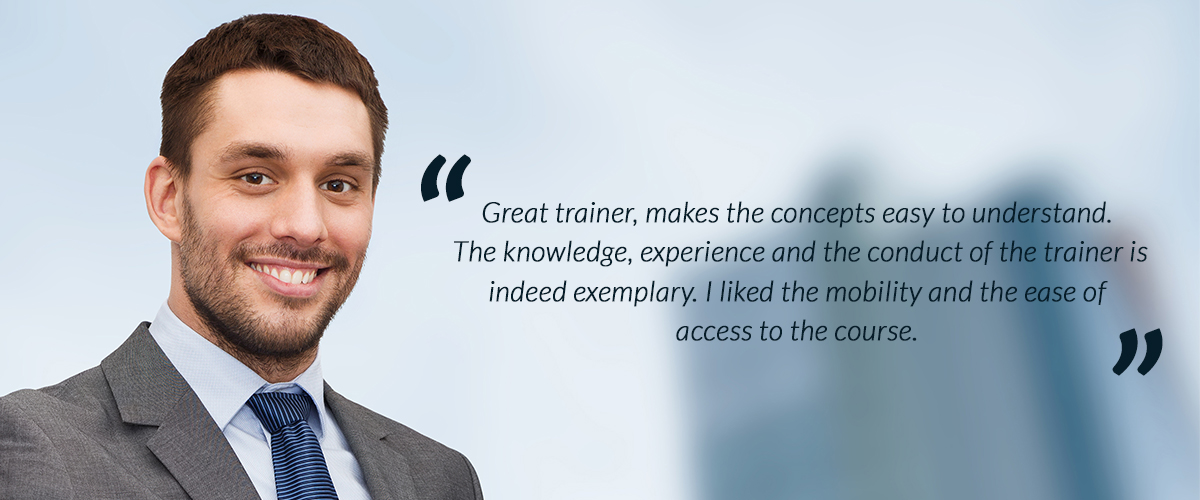 “
Great trainer, makes the concepts easy to understand.
The knowledge, experience and the conduct of the trainer is
indeed exemplary. I liked the mobility and the ease of
access to the course.
”